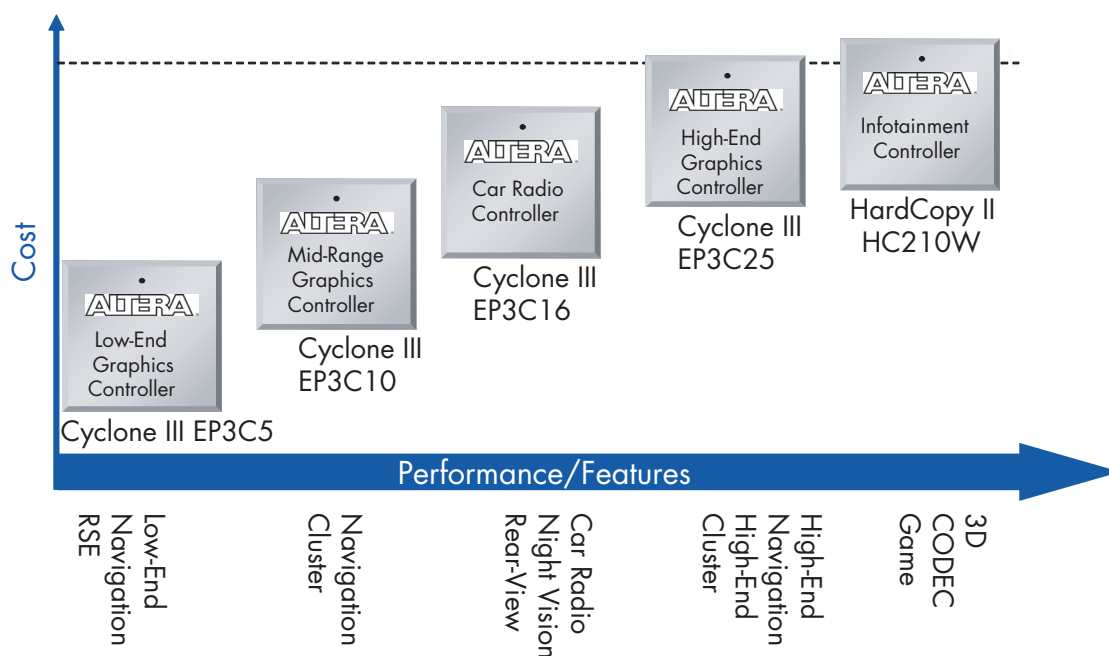 Cost
ALTERA®
Low-End
Graphics
Controller
Cyclone III EP3C5
ALTERA®
Mid-Range
Graphics
Controller
Cyclone III
EP3C10
ALTERA®
Car Radio
Controller
Cyclone III
EP3C16
ALTERA®
High-End
Graphics
Controller
Cyclone III
EP3C25
ALTERA®
Infotainment
Controller
HardCopy II
HC210W
Performance/Features
Low-End
Navigation
RSE
Navigation
Cluster
Car Radio
Night Vision
Rear-View
High-End
Navigation
High-End
Cluster
3D
CODEC
Game